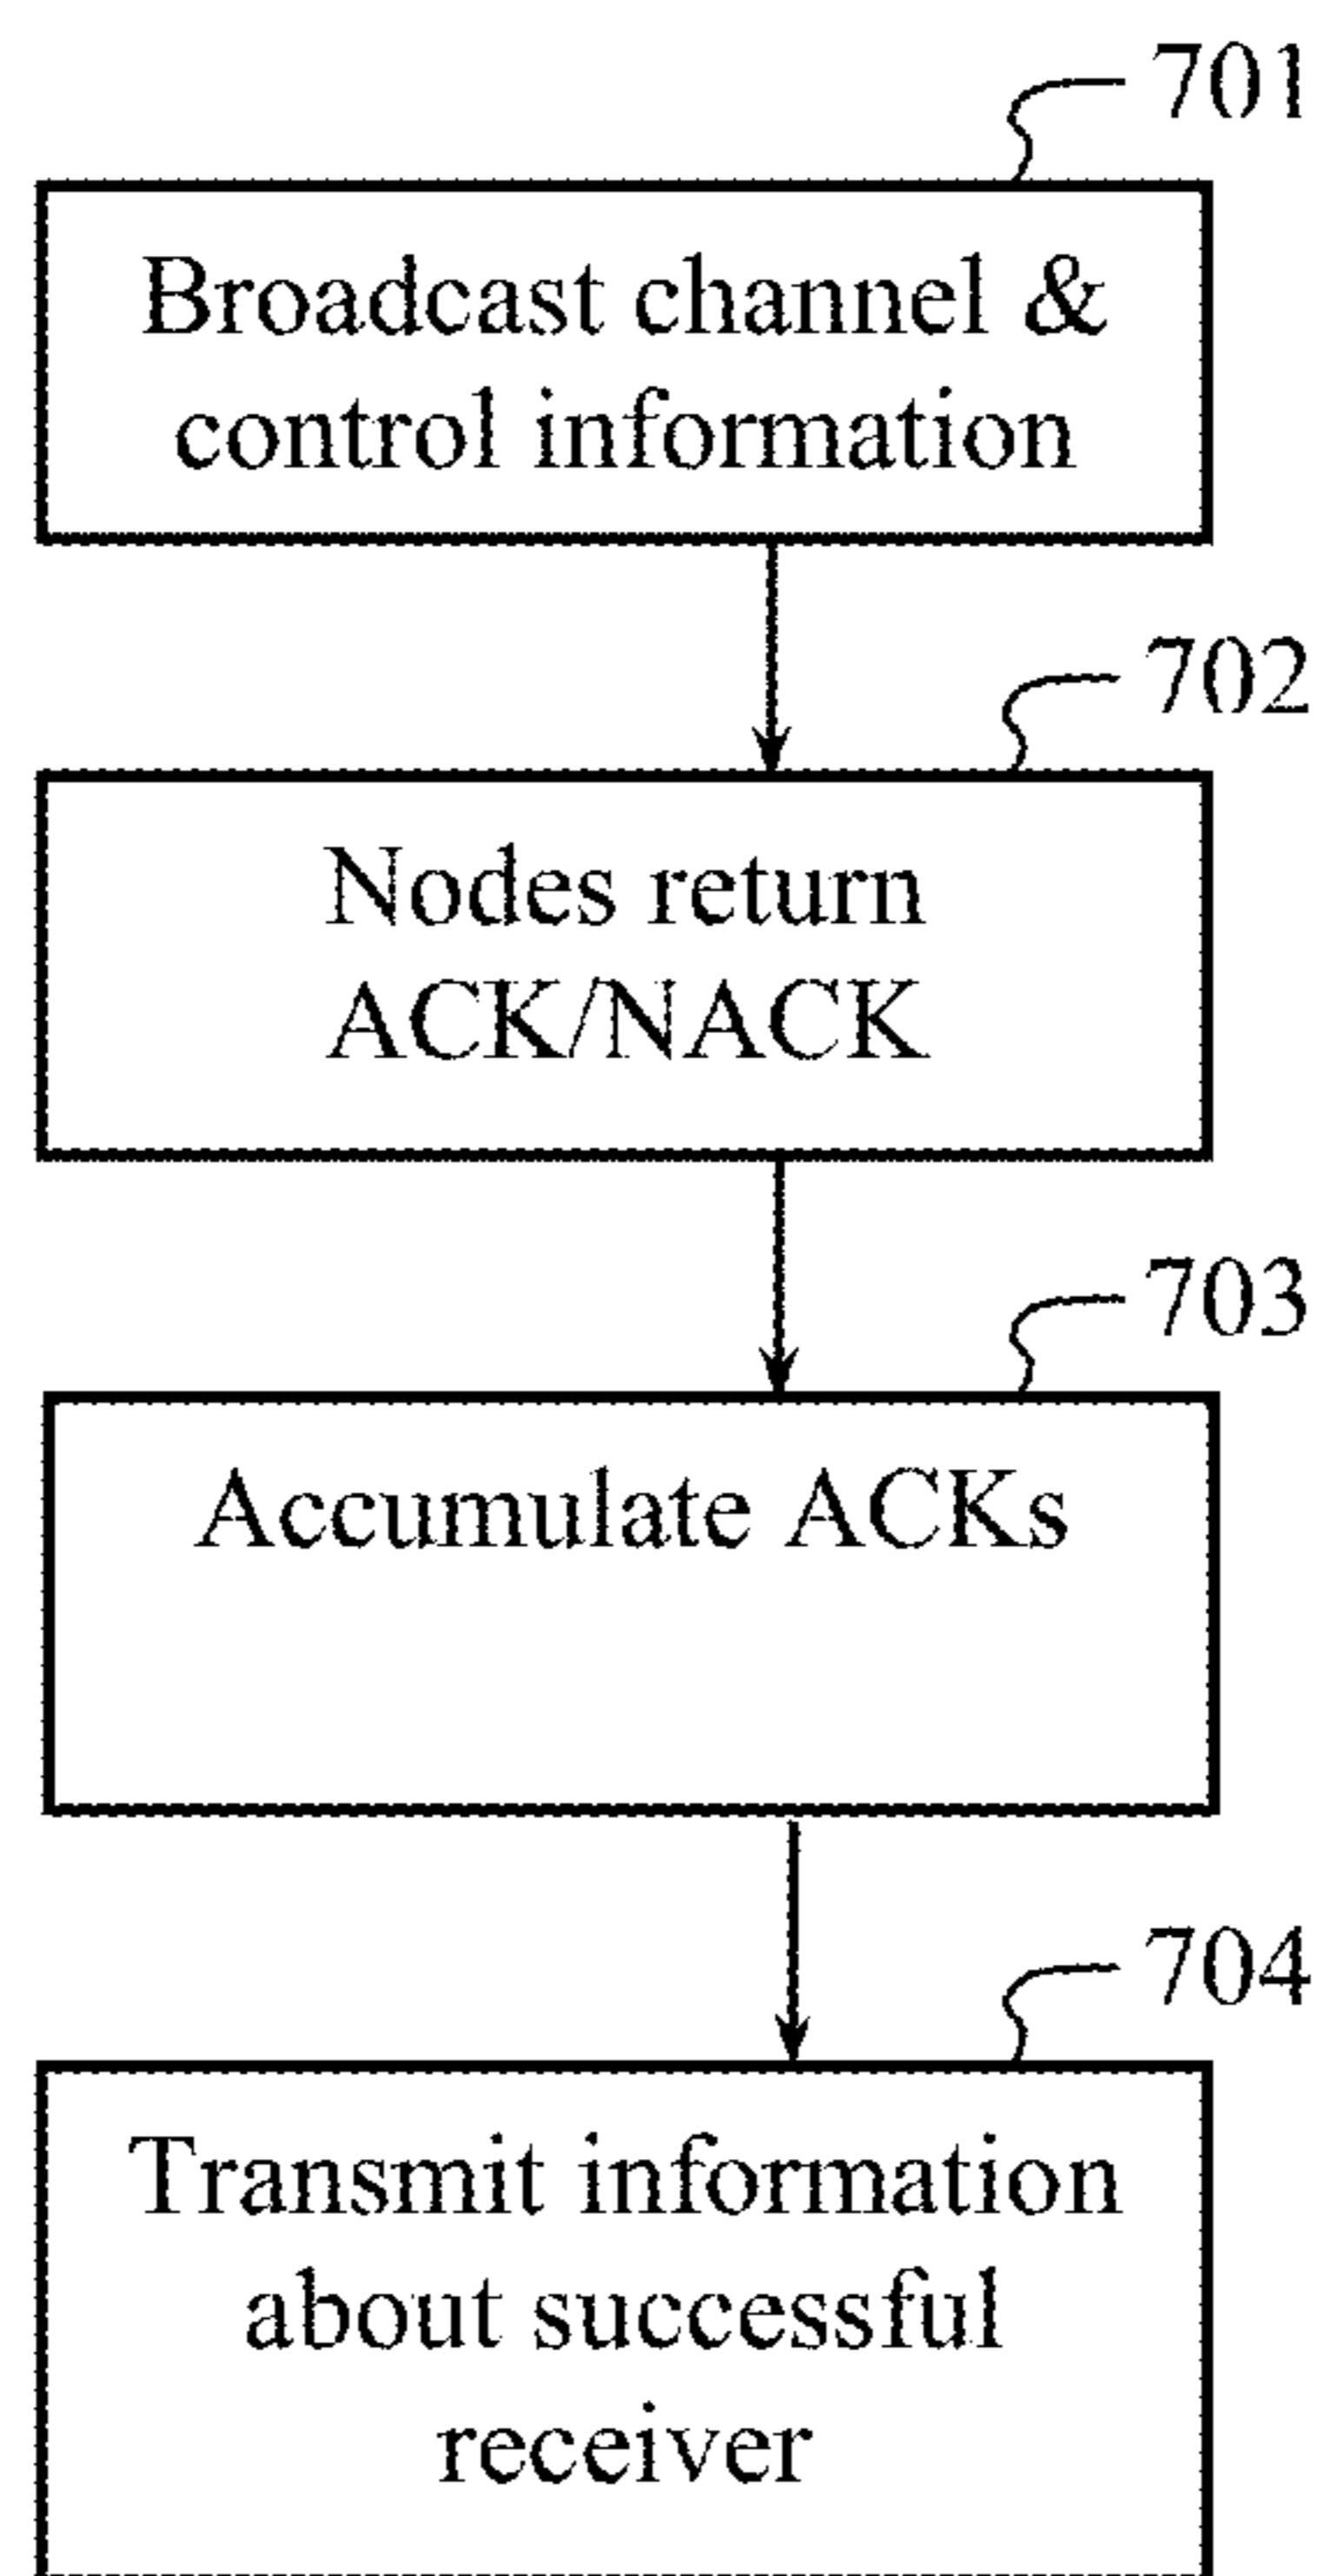 701
Broadcast channel &
control information
702
Nodes return
ACK/NACK
703
Accumulate ACKs
704
Transmit information
about successful
receiver